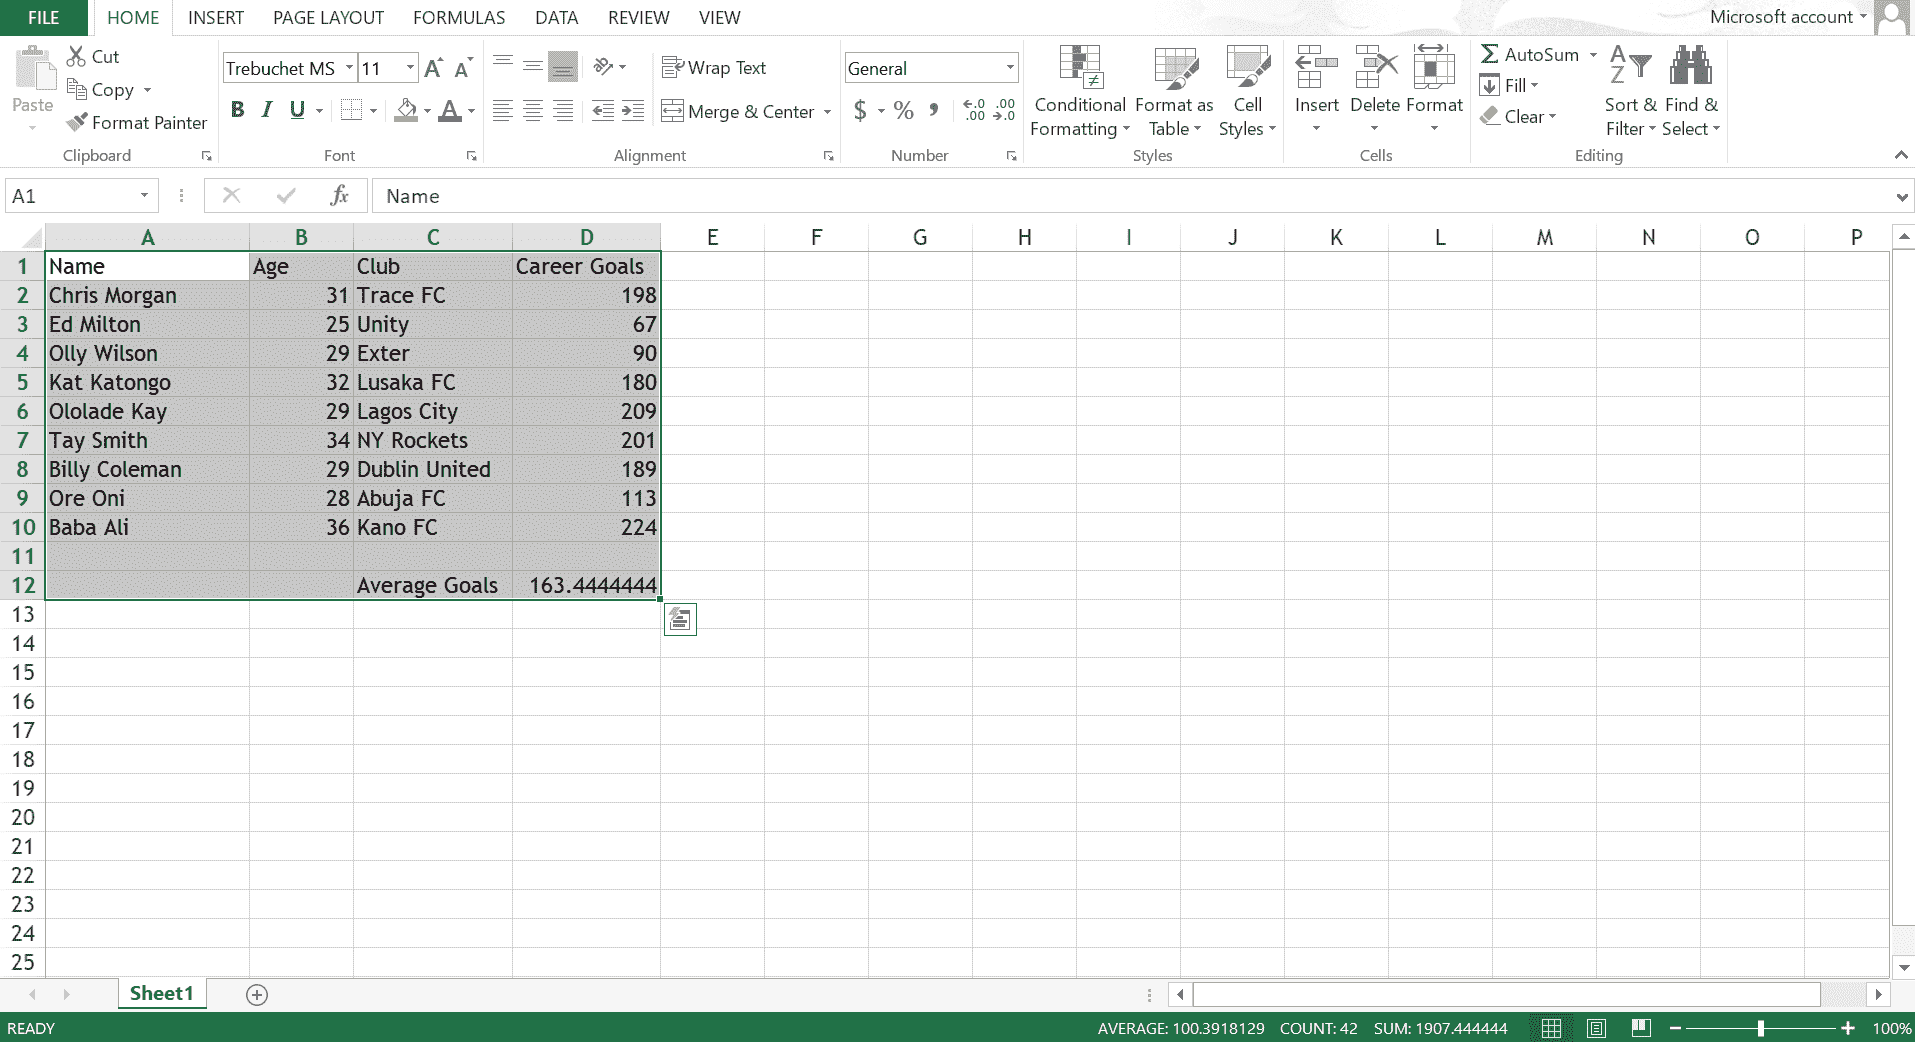 FILE HOME INSERT PAGE LAYOUT FORMULAS DATA REVIEW VIEW Microsoft account
Paste
Cut
Copy
Format Painter
Clipboard
Trebuchet MS 11 A A
B I U A
Font
Wrap Text
Merge & Center
Alignment
General
$ % , .0 .00 .00 .0
Number
Conditional Formatting
Format as Table
Cell Styles
Styles
Insert Delete Format
Cells
Σ AutoSum
Fill
Clear
A Z
Sort & Filter
Find & Select
Editing
A1 fx Name
A B C D E F G H I J K L M N O P
1 Name Age Club Career Goals
2 Chris Morgan 31 Trace FC 198
3 Ed Milton 25 Unity 67
4 Olly Wilson 29 Exter 90
5 Kat Katongo 32 Lusaka FC 180
6 Ololade Kay 29 Lagos City 209
7 Tay Smith 34 NY Rockets 201
8 Billy Coleman 29 Dublin United 189
9 Ore Oni 28 Abuja FC 113
10 Baba Ali 36 Kano FC 224
11
12 Average Goals 163.4444444
13
14
15
16
17
18
19
20
21
22
23
24
25
Sheet1
READY AVERAGE: 100.3918129 COUNT: 42 SUM: 1907.444444 100%